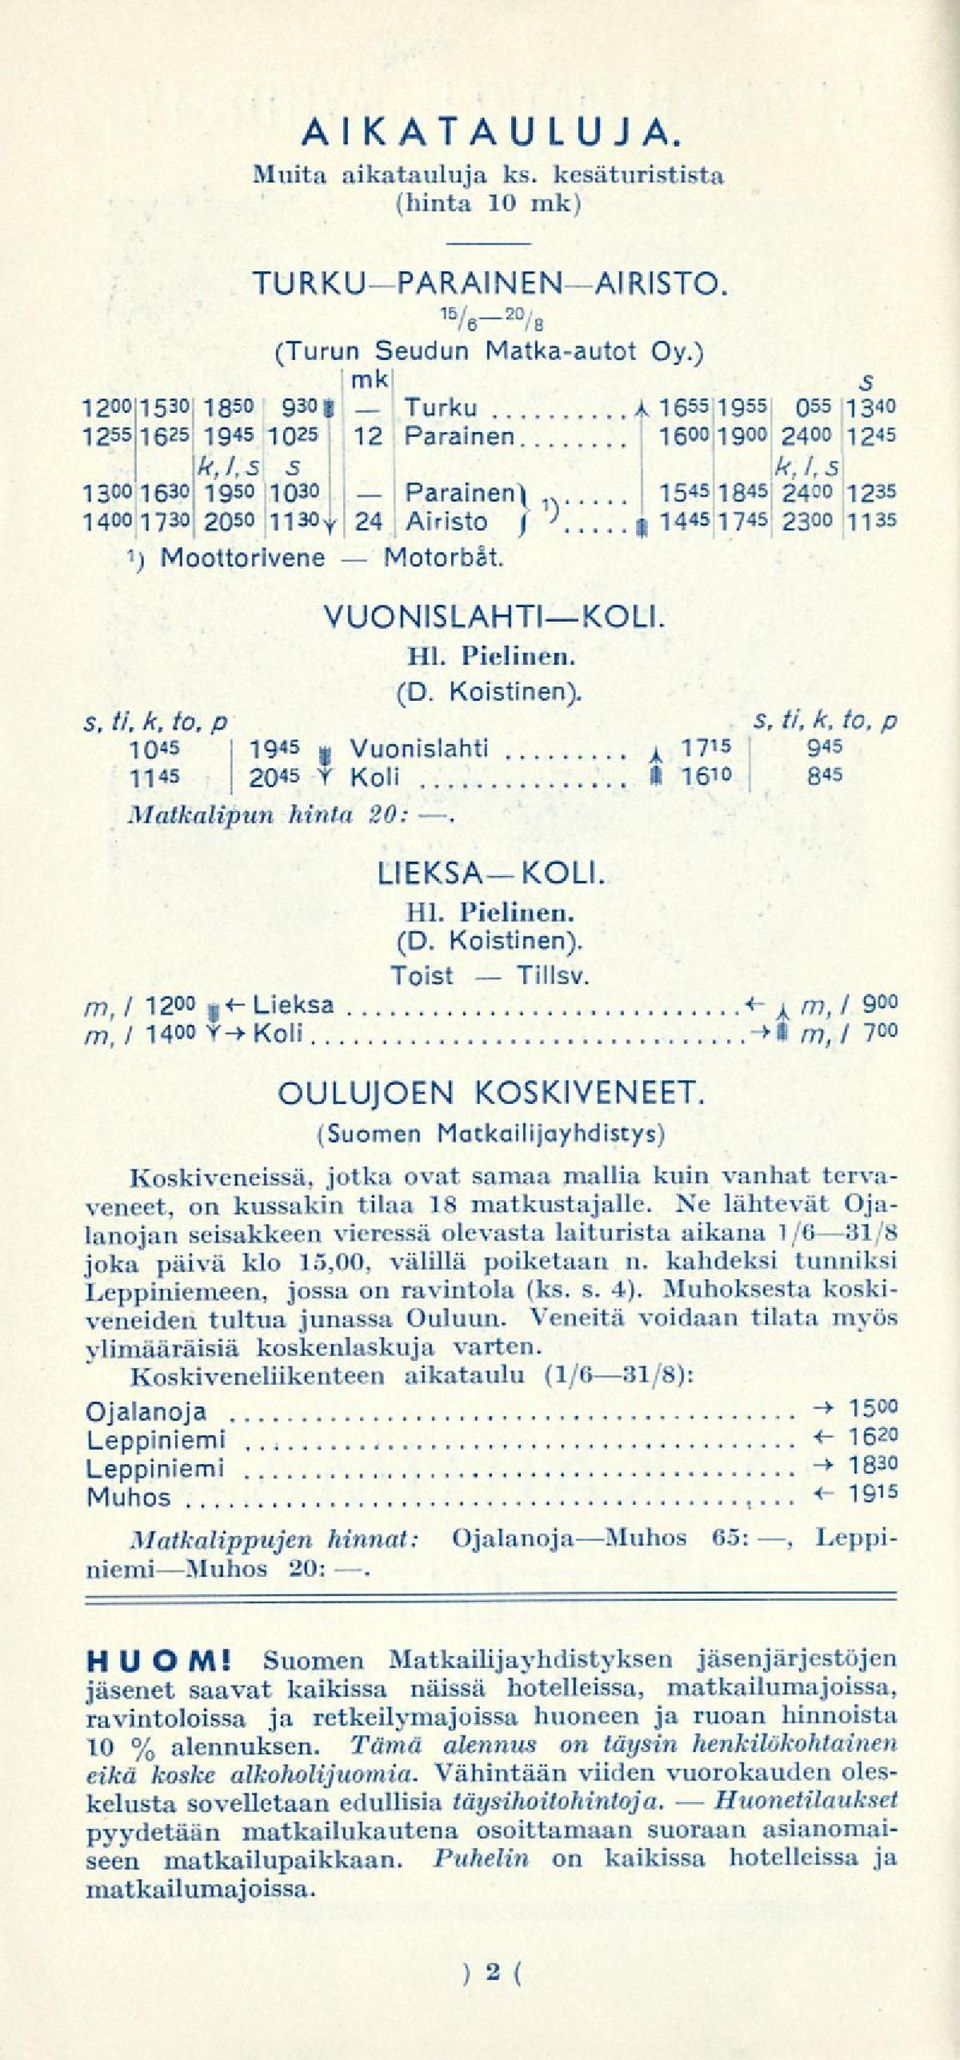 AIKATAULUJA.
Muita aikatauluja ks. kesäturistista
(hinta 10 mk)
TURKU—PARAINEN—AIRISTO.
15/6—20/8
(Turun Seudun Matka-autot Oy.)
mk s
1200 1530 1850 930 — Turku .......... 1655 1955 055 1340
1255 1625 1945 1025 12 Parainen........ 1600 1900 2400 1245
k, l, s s k, l, s
1300 1630 1950 1030 — Parainen} ¹)..... 1545 1845 2400 1235
1400 1730 2050 1130 24 Airisto } ..... 1445 1745 2300 1135
¹) Moottorivene — Motorbåt.
VUONISLAHTI—KOLI.
Hl. Pielinen.
(D. Koistinen).
s, ti, k, to, p s, ti, k, to, p
1045 1945 Vuonislahti ......... 1715 945
1145 2045 Koli ............... 1610 845
Matkalipun hinta 20: —.
LIEKSA—KOLI.
Hl. Pielinen.
(D. Koistinen).
Toist — Tillsv.
m, l 1200 ← Lieksa ............................. ← m, l 900
m, l 1400 → Koli................................ → m, l 700
OULUJOEN KOSKIVENEET.
(Suomen Matkailijayhdistys)
Koskiveneissä, jotka ovat samaa mallia kuin vanhat terva-
veneet, on kussakin tilaa 18 matkustajalle. Ne lähtevät Oja-
lanojan seisakkeen vieressä olevasta laiturista aikana 1/6—31/8
joka päivä klo 15,00, välillä poiketaan n. kahdeksi tunniksi
Leppiniemeen, jossa on ravintola (ks. s. 4). Muhoksesta koski-
veneiden tultua junassa Ouluun. Veneitä voidaan tilata myös
ylimääräisiä koskenlaskuja varten.
Koskiveneliikenteen aikataulu (1/6—31/8):
Ojalanoja ........................................ → 1500
Leppiniemi ....................................... ← 1620
Leppiniemi ....................................... → 1830
Muhos ........................................... ← 1915
Matkalippujen hinnat: Ojalanoja—Muhos 65: —, Leppi-
niemi—Muhos 20: —.
HUOM! Suomen Matkailijayhdistyksen jäsenjärjestöjen
jäsenet saavat kaikissa näissä hotelleissa, matkailumajoissa,
ravintoloissa ja retkeilymajoissa huoneen ja ruoan hinnoista
10 % alennuksen. Tämä alennus on täysin henkilökohtainen
eikä koske alkoholijuomia. Vähintään viiden vuorokauden oles-
kelusta sovelletaan edullisia täysihoitohintoja. — Huonetilaukset
pyydetään matkailukautena osoittamaan suoraan asianomai-
seen matkailupaikkaan. Puhelin on kaikissa hotelleissa ja
matkailumajoissa.
) 2 (